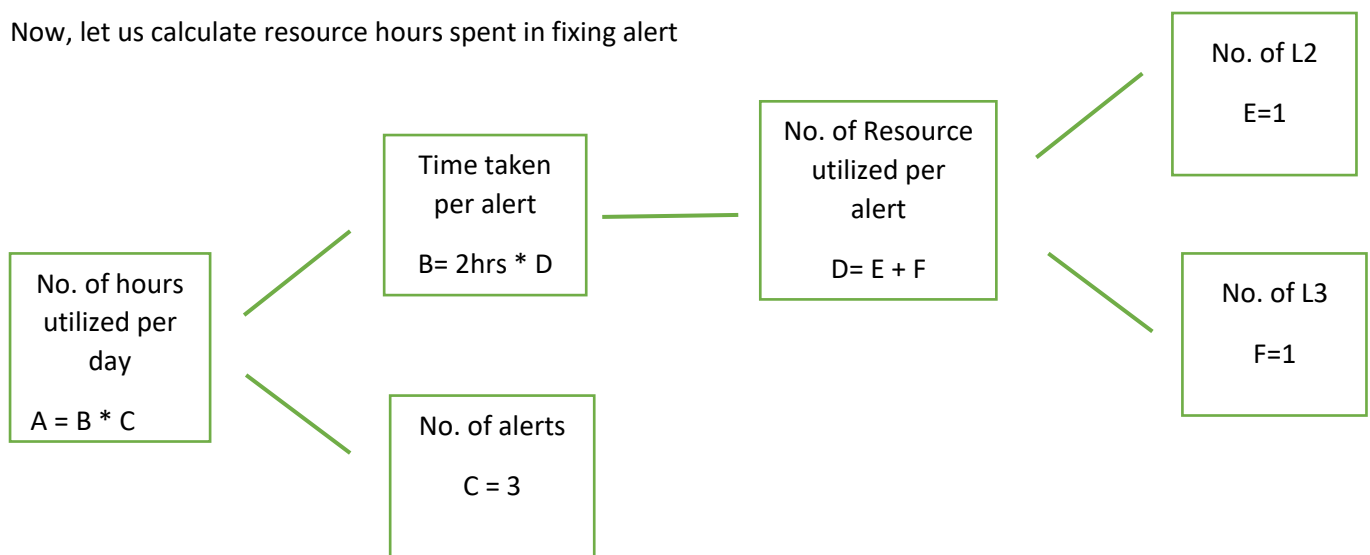 Now, let us calculate resource hours spent in fixing alert
No. of hours
utilized per
day
A = B * C
Time taken
per alert
B= 2hrs * D
No. of alerts
C = 3
No. of Resource
utilized per
alert
D= E + F
No. of L2
E=1
No. of L3
F=1